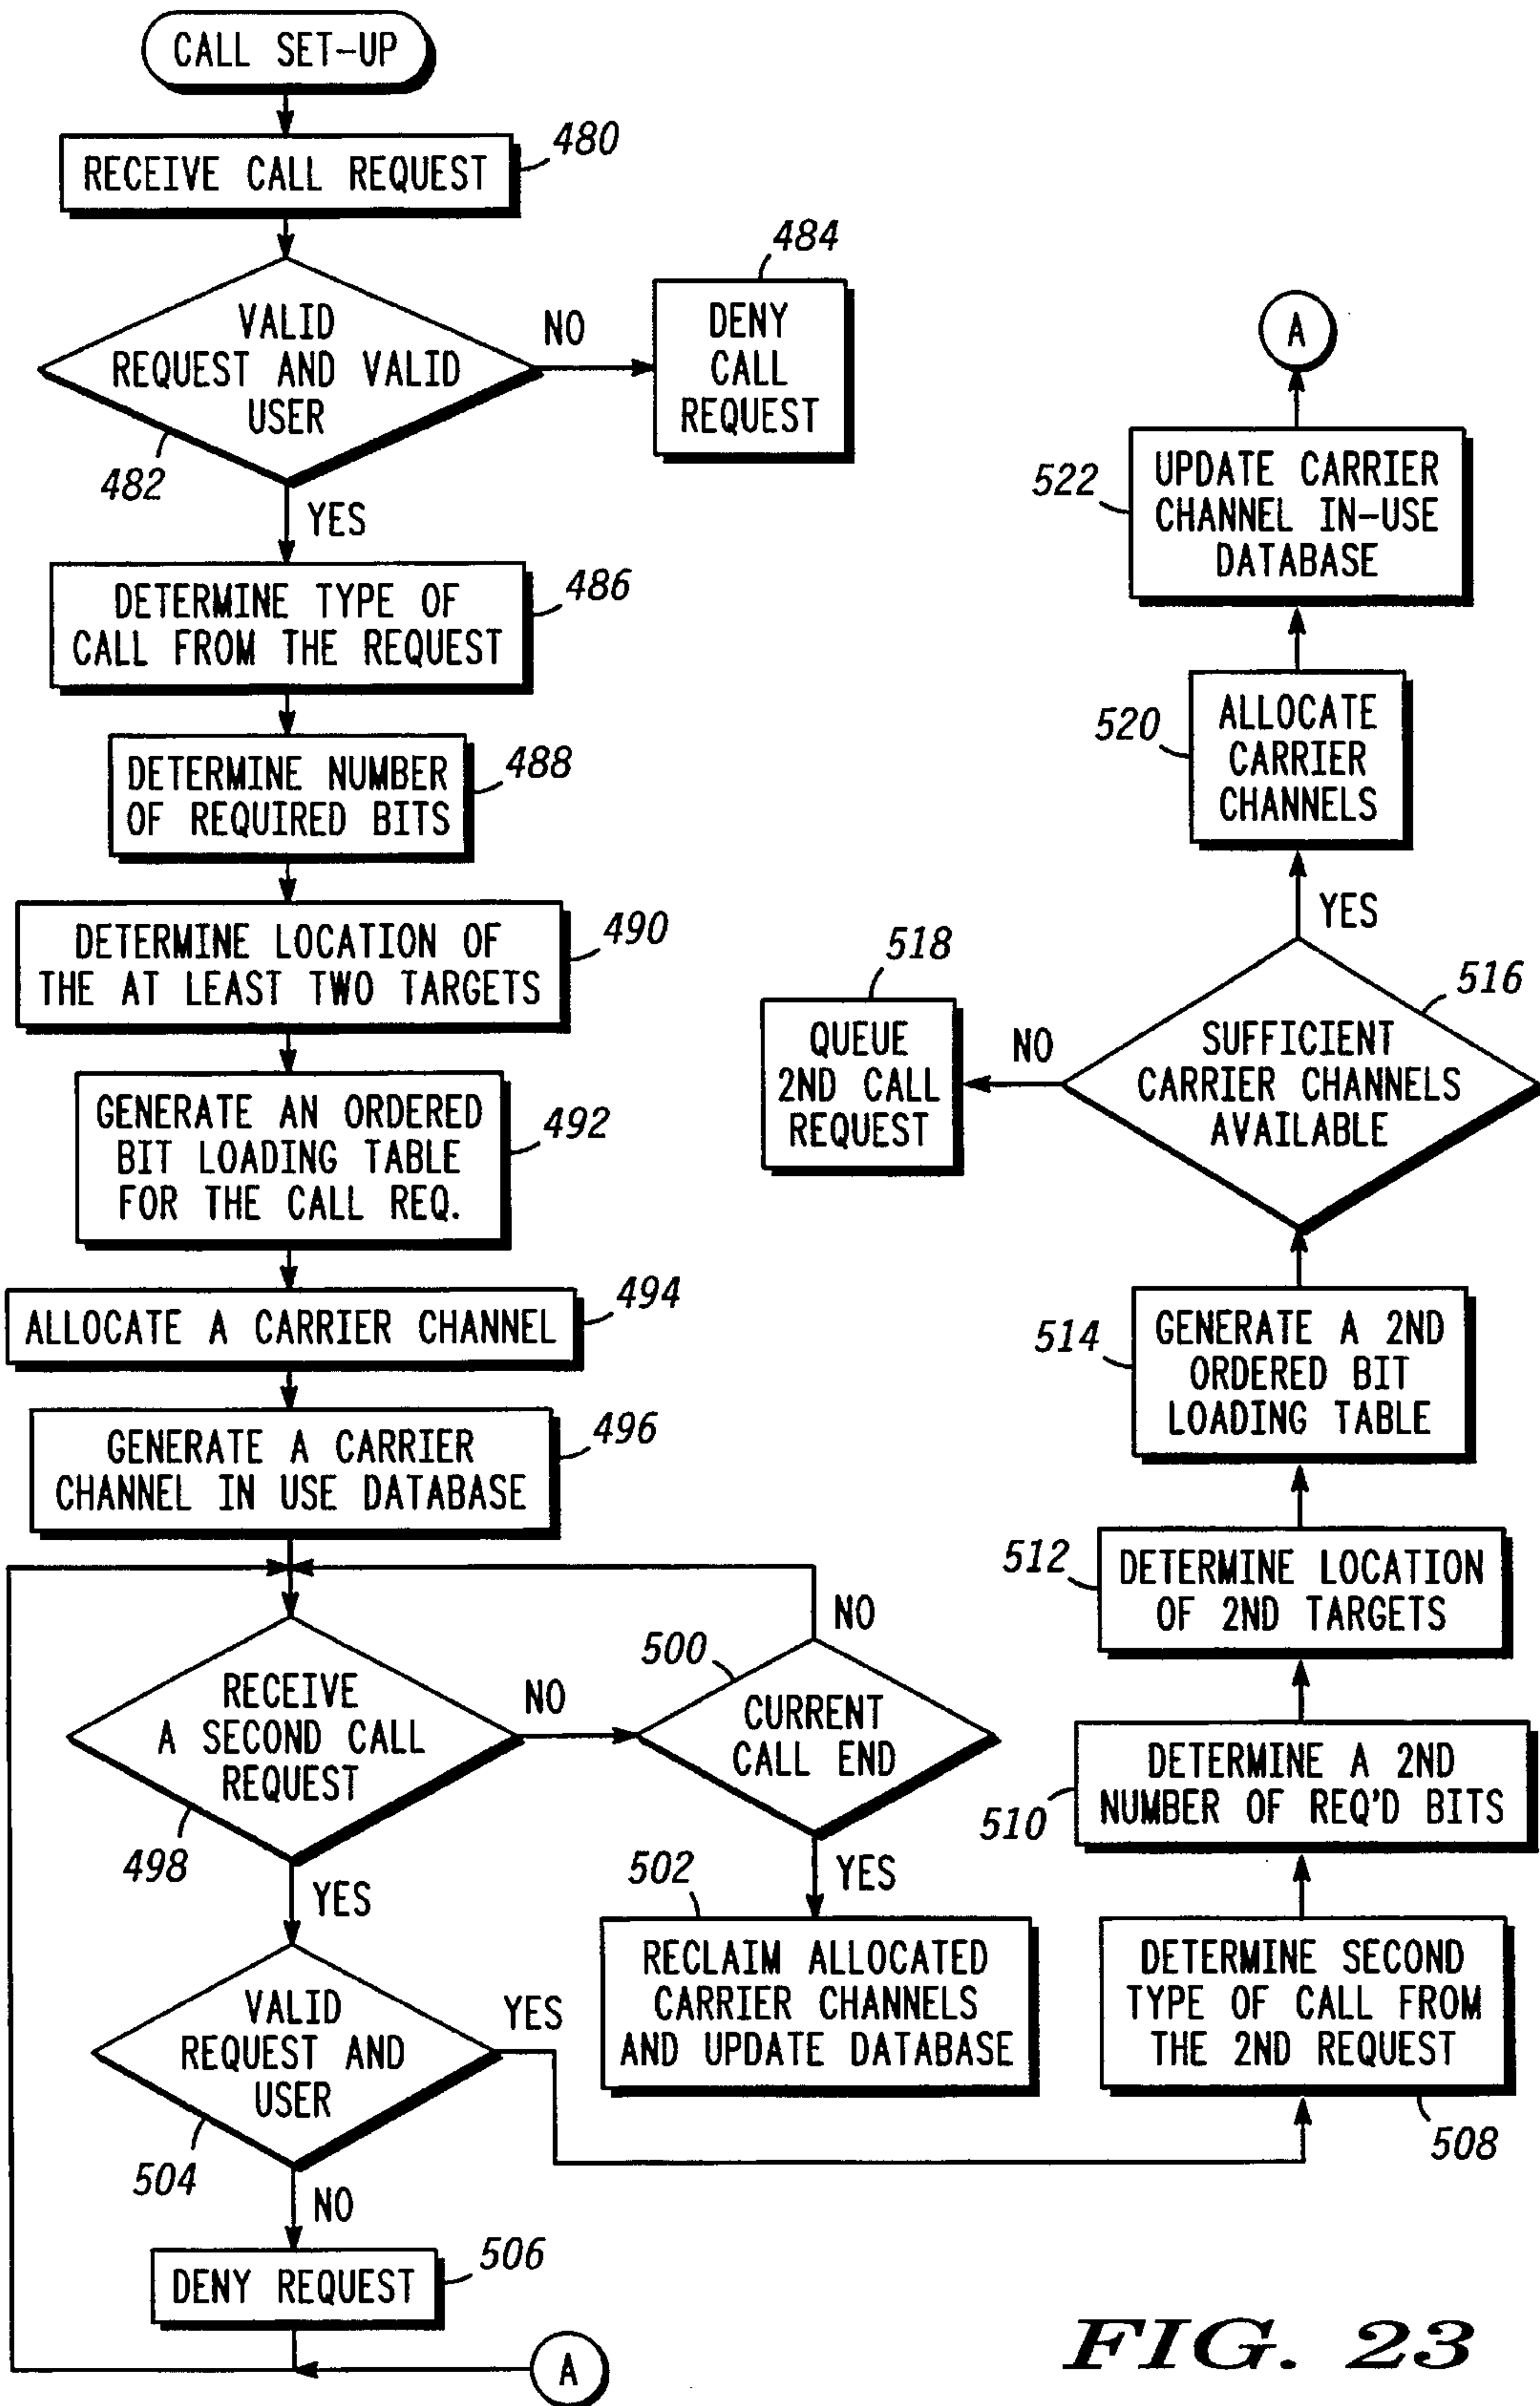 CALL SET-UP
RECEIVE CALL REQUEST
480
VALID
REQUEST AND VALID
USER
482
NO
484
DENY
CALL
REQUEST
YES
DETERMINE TYPE OF
CALL FROM THE REQUEST
486
DETERMINE NUMBER
OF REQUIRED BITS
488
DETERMINE LOCATION OF
THE AT LEAST TWO TARGETS
490
GENERATE AN ORDERED
BIT LOADING TABLE
FOR THE CALL REQ.
492
ALLOCATE A CARRIER CHANNEL
494
GENERATE A CARRIER
CHANNEL IN USE DATABASE
496
RECEIVE
A SECOND CALL
REQUEST
498
NO
500
CURRENT
CALL END
NO
YES
502
RECLAIM ALLOCATED
CARRIER CHANNELS
AND UPDATE DATABASE
YES
VALID
REQUEST AND
USER
504
YES
NO
DENY REQUEST
506
A
A
522
UPDATE CARRIER
CHANNEL IN-USE
DATABASE
520
ALLOCATE
CARRIER
CHANNELS
YES
516
SUFFICIENT
CARRIER CHANNELS
AVAILABLE
NO
518
QUEUE
2ND CALL
REQUEST
514
GENERATE A 2ND
ORDERED BIT
LOADING TABLE
512
DETERMINE LOCATION
OF 2ND TARGETS
510
DETERMINE A 2ND
NUMBER OF REQ'D BITS
DETERMINE SECOND
TYPE OF CALL FROM
THE 2ND REQUEST
508
FIG. 23